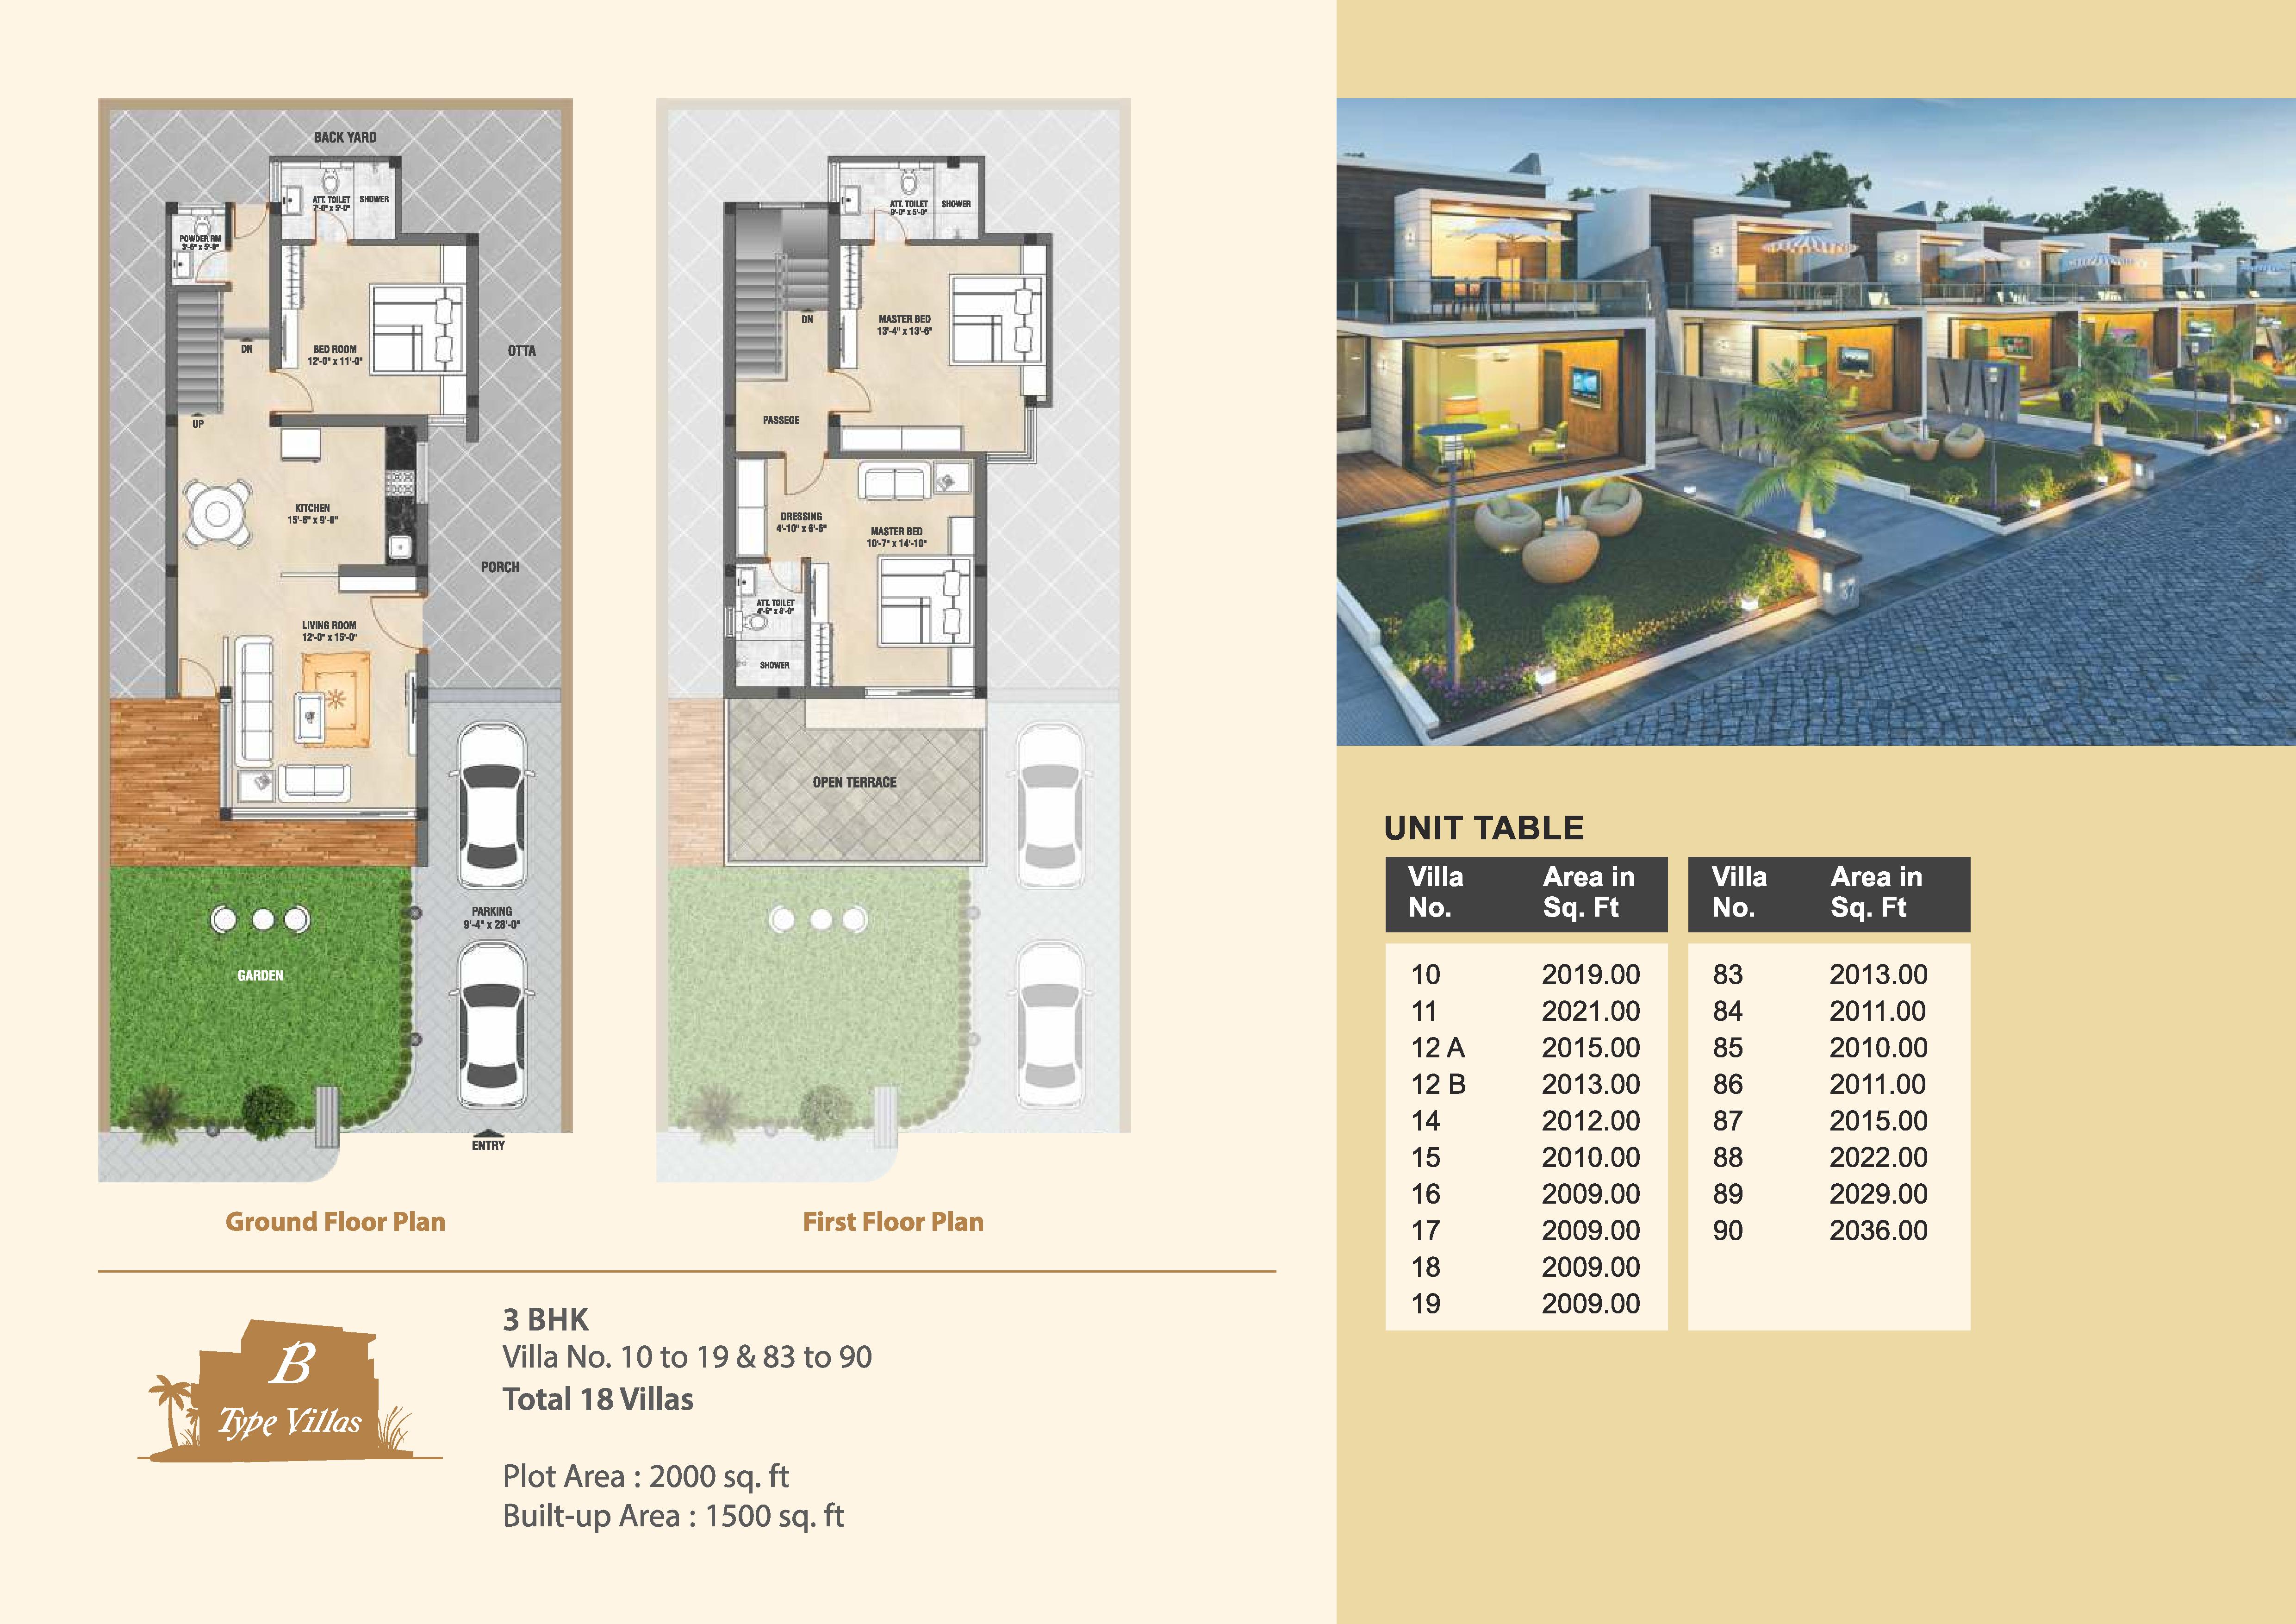 BACK YARD
ATT. TOILET
7'-6" x 5'-0"
SHOWER
POWDER RM
3'-6" x 5'-0"
DN
BED ROOM
12'-0" x 11'-0"
OTTA
UP
KITCHEN
15'-6" x 9'-0"
PORCH
LIVING ROOM
12'-0" x 15'-0"
PARKING
9'-4" x 28'-0"
GARDEN
ENTRY
Ground Floor Plan
ATT. TOILET
9'-0" x 5'-0"
SHOWER
DN
MASTER BED
13'-4" x 13'-6"
PASSEGE
DRESSING
4'-10" x 6'-6"
MASTER BED
10'-7" x 14'-10"
ATT. TOILET
4'-6" x 8'-0"
SHOWER
OPEN TERRACE
First Floor Plan
B
Type Villas
3 BHK
Villa No. 10 to 19 & 83 to 90
Total 18 Villas
Plot Area : 2000 sq. ft
Built-up Area : 1500 sq. ft
37
UNIT TABLE
Villa No. Area in Sq. Ft
10 2019.00
11 2021.00
12 A 2015.00
12 B 2013.00
14 2012.00
15 2010.00
16 2009.00
17 2009.00
18 2009.00
19 2009.00
Villa No. Area in Sq. Ft
83 2013.00
84 2011.00
85 2010.00
86 2011.00
87 2015.00
88 2022.00
89 2029.00
90 2036.00